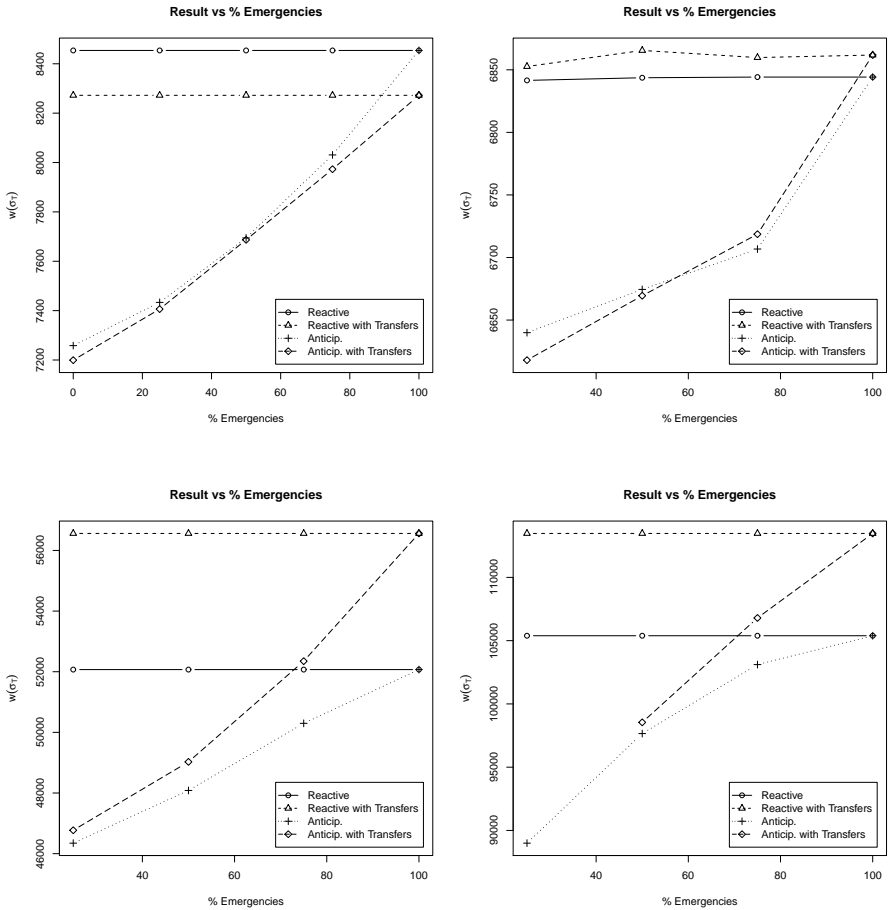 Result vs % Emergencies
w(σT)
8400
8200
8000
7800
7600
7400
7200
Reactive
Reactive with Transfers
Anticip.
Anticip. with Transfers
0 20 40 60 80 100
% Emergencies
Result vs % Emergencies
w(σT)
6850
6800
6750
6700
6650
Reactive
Reactive with Transfers
Anticip.
Anticip. with Transfers
40 60 80 100
% Emergencies
Result vs % Emergencies
w(σT)
56000
54000
52000
50000
48000
46000
Reactive
Reactive with Transfers
Anticip.
Anticip. with Transfers
40 60 80 100
% Emergencies
Result vs % Emergencies
w(σT)
110000
105000
100000
95000
90000
Reactive
Reactive with Transfers
Anticip.
Anticip. with Transfers
40 60 80 100
% Emergencies